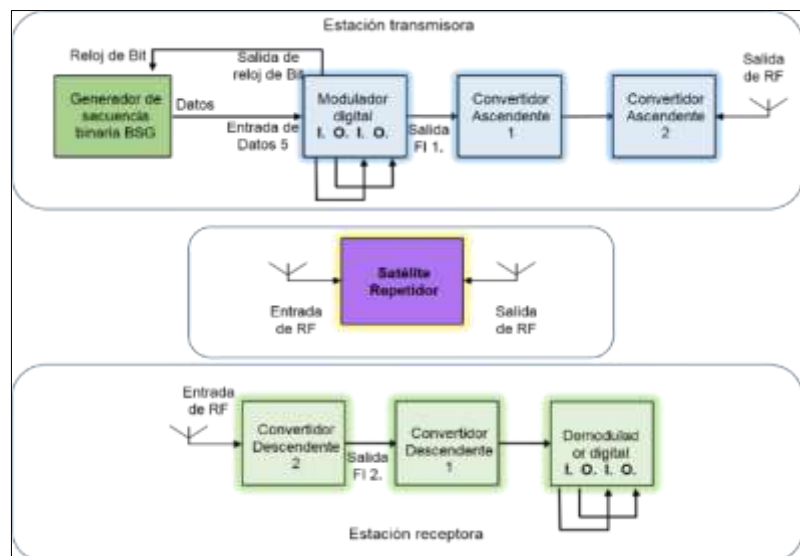 Estación transmisora
Reloj de Bit
Salida de
reloj de Bit
Salida
de RF
Generador de
secuencia
binaria BSG
Datos
Entrada de
Datos 5
Modulador
digital
I. O. I. O.
Salida
FI 1.
Convertidor
Ascendente
1
Convertidor
Ascendente
2
Satélite
Repetidor
Entrada
de RF
Salida
de RF
Entrada
de RF
Convertidor
Descendente
2
Salida
FI 2.
Convertidor
Descendente
1
Demodulad
or digital
I. O. I. O.
Estación receptora